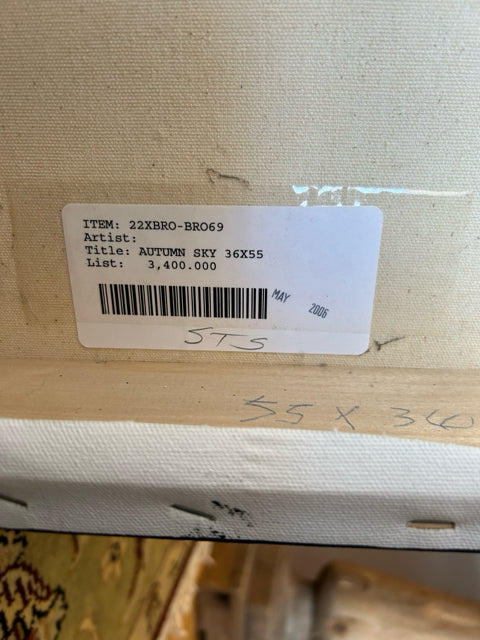 ITEM: 22XBRO-BRO69
Artist:
Title: AUTUMN SKY 36X55
List: 3,400.000
MAY 2006
STS
55 X 36